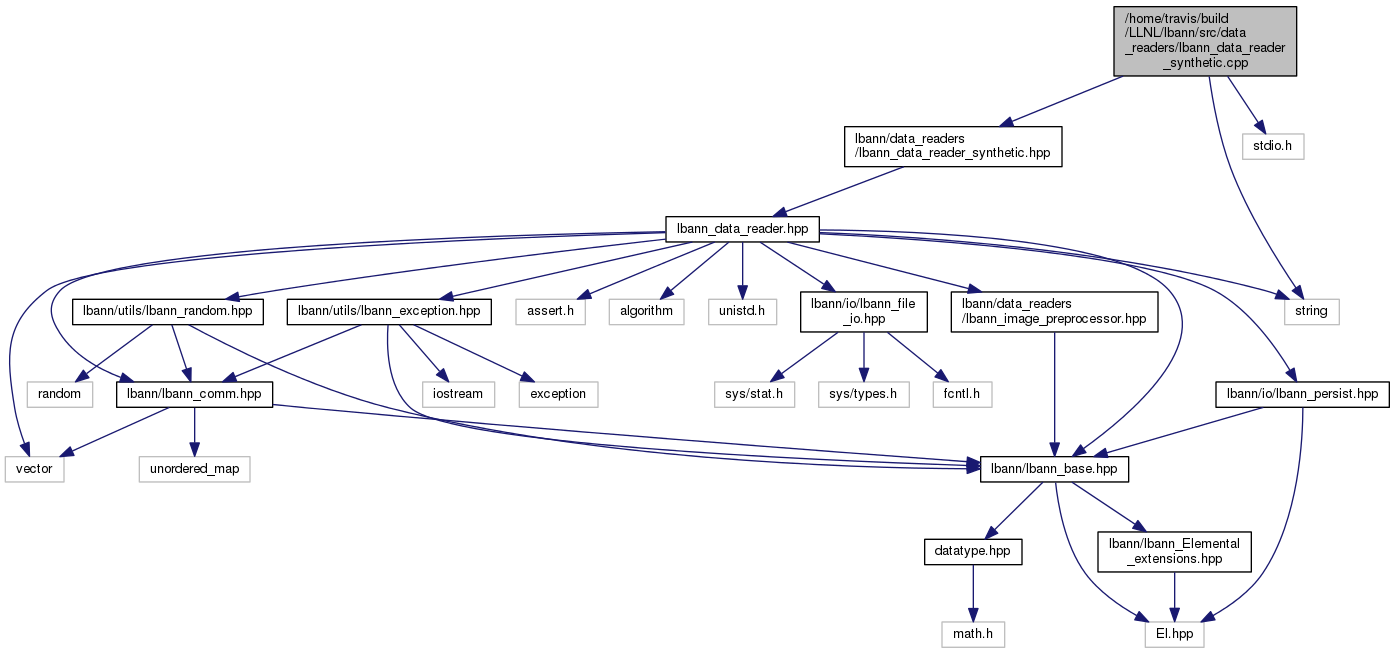 /home/travis/build
/LLNL/lbann/src/data
_readers/lbann_data_reader
_synthetic.cpp
lbann/data_readers
/lbann_data_reader_synthetic.hpp
stdio.h
lbann_data_reader.hpp
lbann/utils/lbann_random.hpp
lbann/utils/lbann_exception.hpp
assert.h
algorithm
unistd.h
lbann/io/lbann_file
_io.hpp
lbann/data_readers
/lbann_image_preprocessor.hpp
string
random
lbann/lbann_comm.hpp
iostream
exception
sys/stat.h
sys/types.h
fcntl.h
lbann/io/lbann_persist.hpp
vector
unordered_map
lbann/lbann_base.hpp
datatype.hpp
lbann/lbann_Elemental
_extensions.hpp
math.h
El.hpp